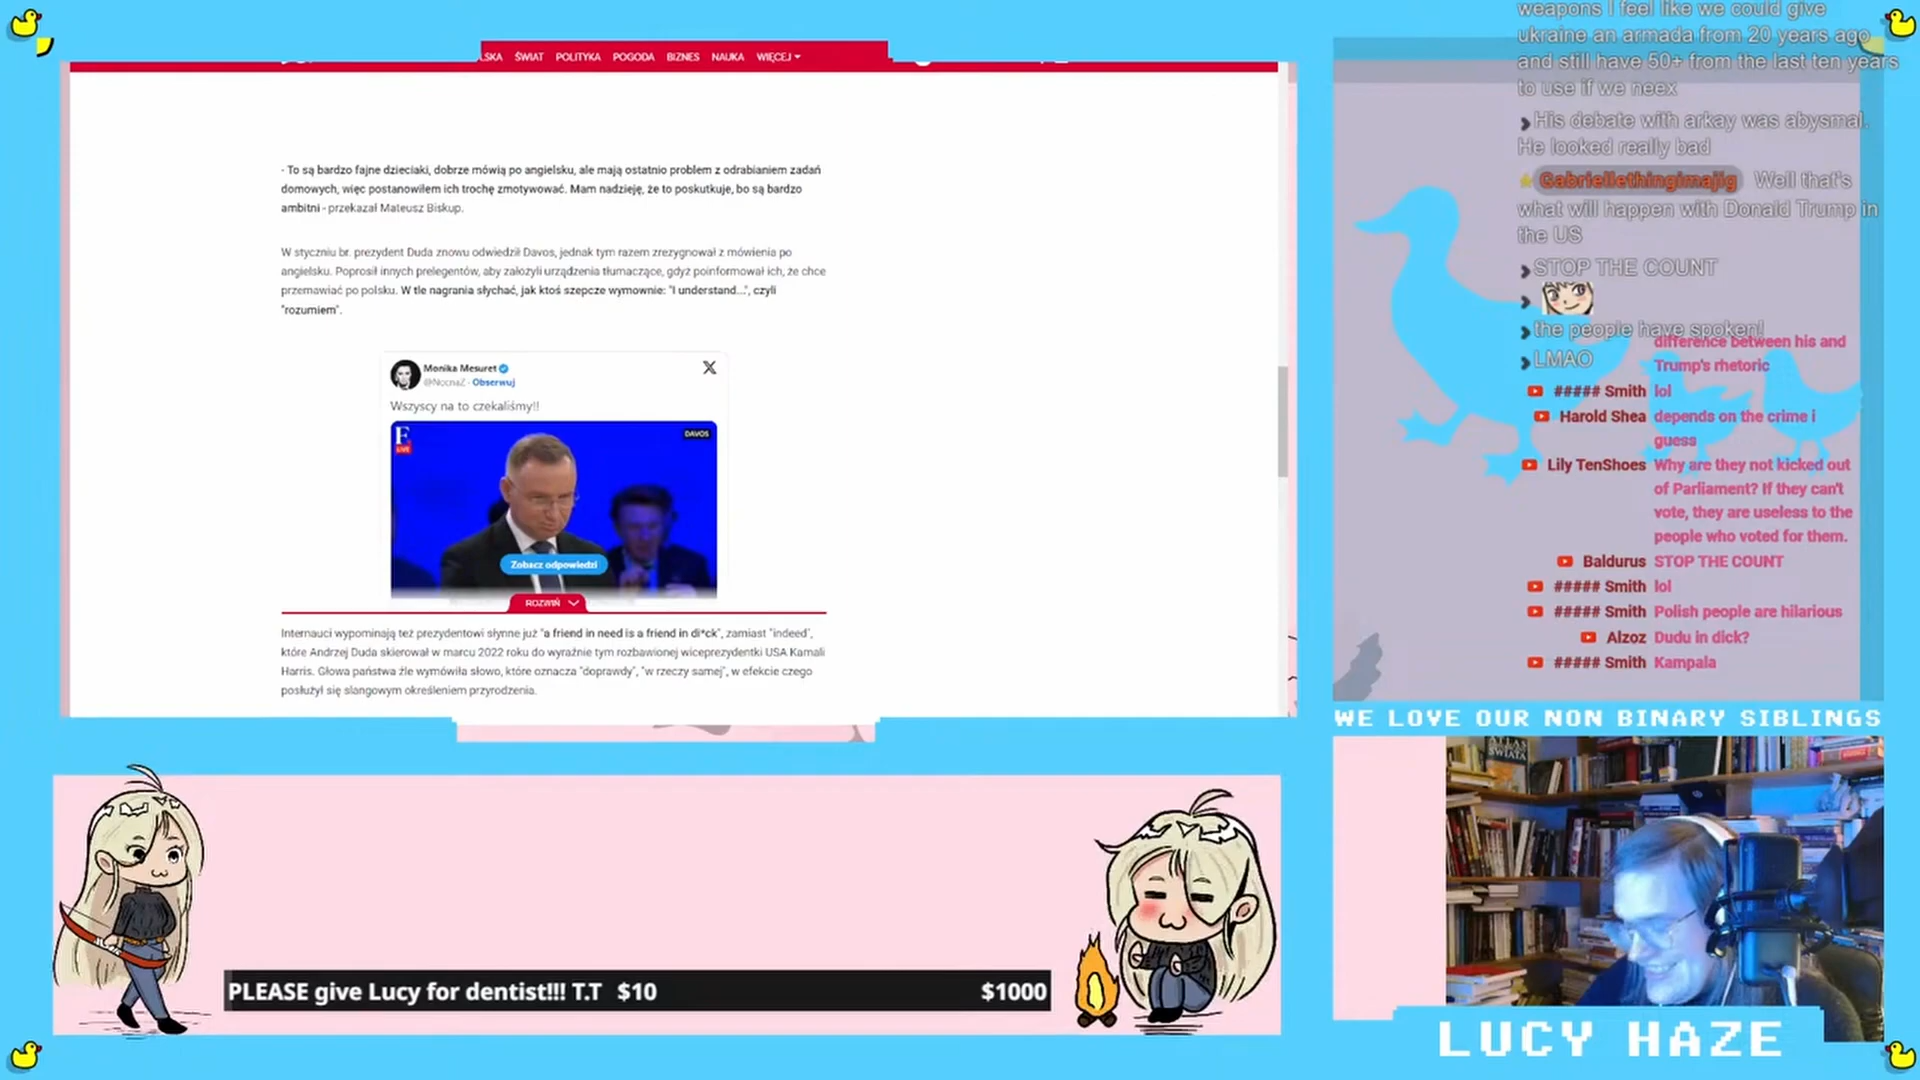 ŚWIAT POLITYKA POGODA BIZNES NAUKA WIĘCEJ
- To są bardzo fajne dzieciaki, dobrze mówią po angielsku, ale mają ostatnio problem z odrabianiem zadań
domowych, więc postanowiłem ich trochę zmotywować. Mam nadzieję, że to poskutkuje, bo są bardzo
ambitni - przekazał Mateusz Biskup.
W styczniu br. prezydent Duda znowu odwiedził Davos, jednak tym razem zrezygnował z mówienia po
angielsku. Poprosił innych prelegentów, aby założyli urządzenia tłumaczące, gdyż poinformował ich, że chce
przemawiać po polsku. W tle nagrania słychać, jak ktoś szepcze wymownie: "I understand...", czyli
"rozumiem".
Monika Mesuret
@NocnaZ · Obserwuj
Wszyscy na to czekaliśmy!!
F
LIVE
DAVOS
Zobacz odpowiedzi
ROZWIŃ
Internauci wypominają też prezydentowi słynne już "a friend in need is a friend in di*ck", zamiast "indeed",
które Andrzej Duda skierował w marcu 2022 roku do wyraźnie tym rozbawionej wiceprezydentki USA Kamali
Harris. Głowa państwa źle wymówiła słowo, które oznacza "doprawdy", "w rzeczy samej", w efekcie czego
posłużył się slangowym określeniem przyrodzenia.
weapons I feel like we could give
ukraine an armada from 20 years ago
and still have 50+ from the last ten years
to use if we neex
His debate with arkay was abysmal.
He looked really bad
Gabriellethingimajig Well that's
what will happen with Donald Trump in
the US
STOP THE COUNT
the people have spoken!
LMAO
difference between his and
Trump's rhetoric
##### Smith lol
Harold Shea depends on the crime i
guess
Lily TenShoes Why are they not kicked out
of Parliament? If they can't
vote, they are useless to the
people who voted for them.
Baldurus STOP THE COUNT
##### Smith lol
##### Smith Polish people are hilarious
Alzoz Dudu in dick?
##### Smith Kampala
WE LOVE OUR NON BINARY SIBLINGS
ATLAS
ŚWIATA
PLEASE give Lucy for dentist!!! T.T $10 $1000
LUCY HAZE